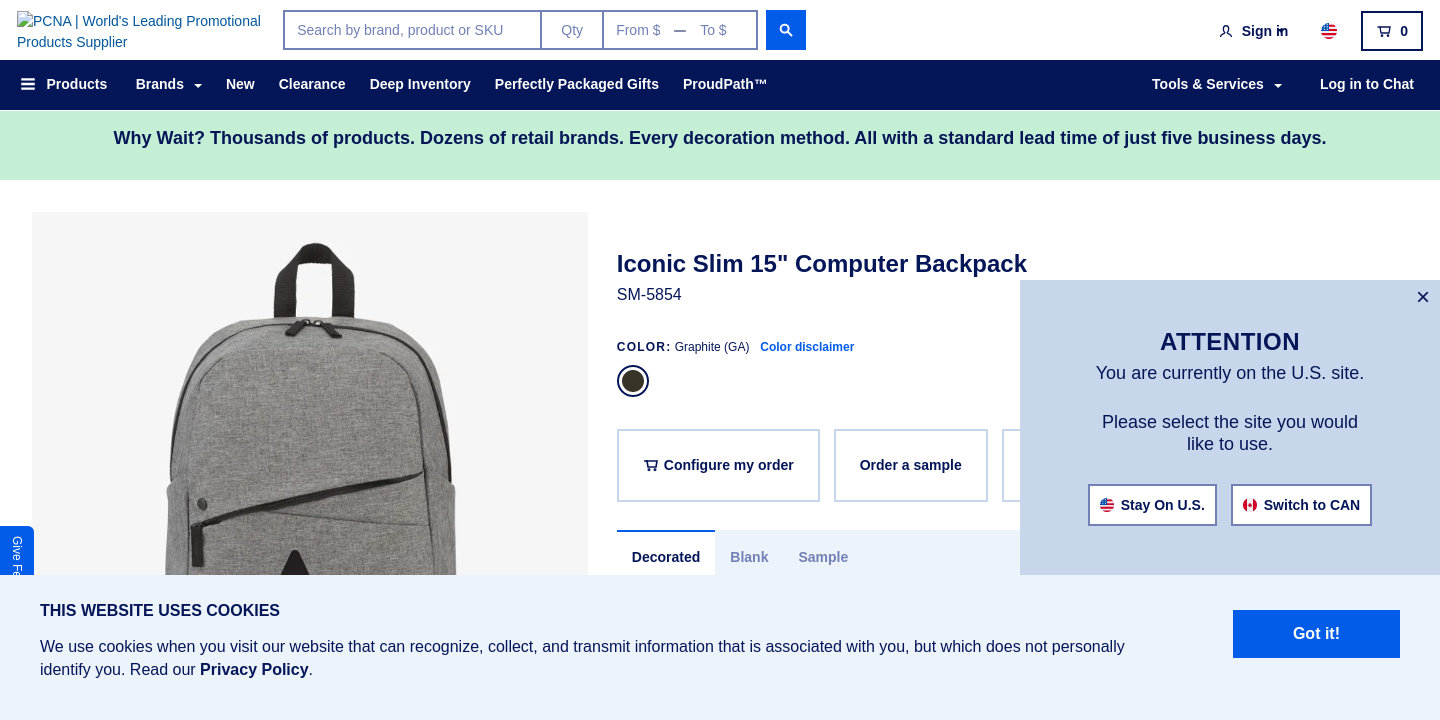 PCNA | World's Leading Promotional
Products Supplier
Search by brand, product or SKU
Qty
From $
To $
Sign in
0
Products
Brands
New
Clearance
Deep Inventory
Perfectly Packaged Gifts
ProudPath™
Tools & Services
Log in to Chat
Why Wait? Thousands of products. Dozens of retail brands. Every decoration method. All with a standard lead time of just five business days.
Iconic Slim 15" Computer Backpack
SM-5854
COLOR: Graphite (GA) Color disclaimer
Configure my order
Order a sample
Decorated
Blank
Sample
×
ATTENTION
You are currently on the U.S. site.
Please select the site you would
like to use.
Stay On U.S.
Switch to CAN
Give
THIS WEBSITE USES COOKIES
We use cookies when you visit our website that can recognize, collect, and transmit information that is associated with you, but which does not personally
identify you. Read our Privacy Policy.
Got it!